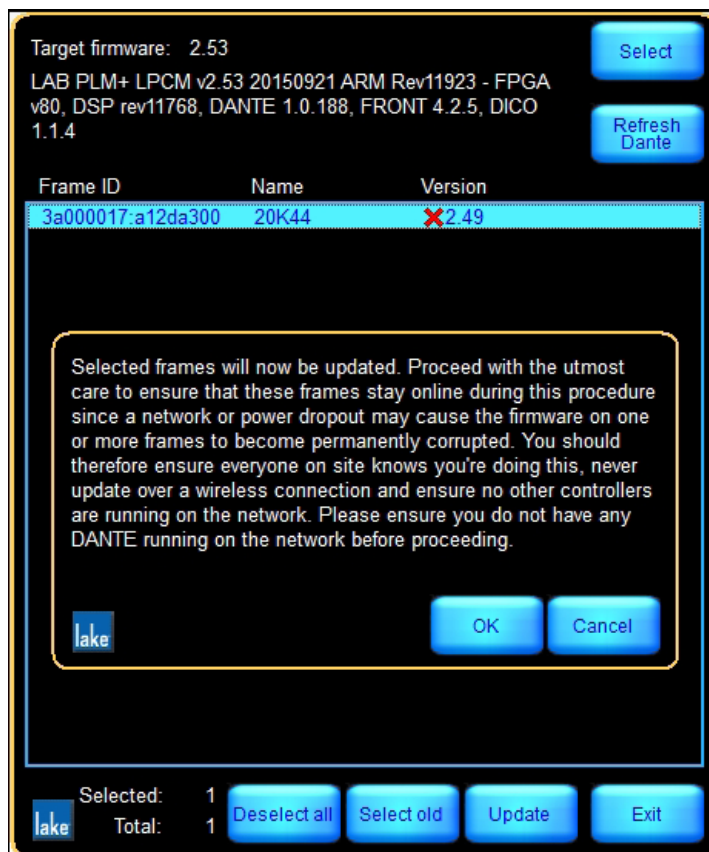 Target firmware: 2.53
Select
LAB PLM+ LPCM v2.53 20150921 ARM Rev11923 - FPGA
v80, DSP rev11768, DANTE 1.0.188, FRONT 4.2.5, DICO
1.1.4
Refresh
Dante
Frame ID Name Version
3a000017:a12da300 20K44 2.49
Selected frames will now be updated. Proceed with the utmost
care to ensure that these frames stay online during this procedure
since a network or power dropout may cause the firmware on one
or more frames to become permanently corrupted. You should
therefore ensure everyone on site knows you're doing this, never
update over a wireless connection and ensure no other controllers
are running on the network. Please ensure you do not have any
DANTE running on the network before proceeding.
lake
OK
Cancel
Selected: 1
Total: 1
lake
Deselect all
Select old
Update
Exit